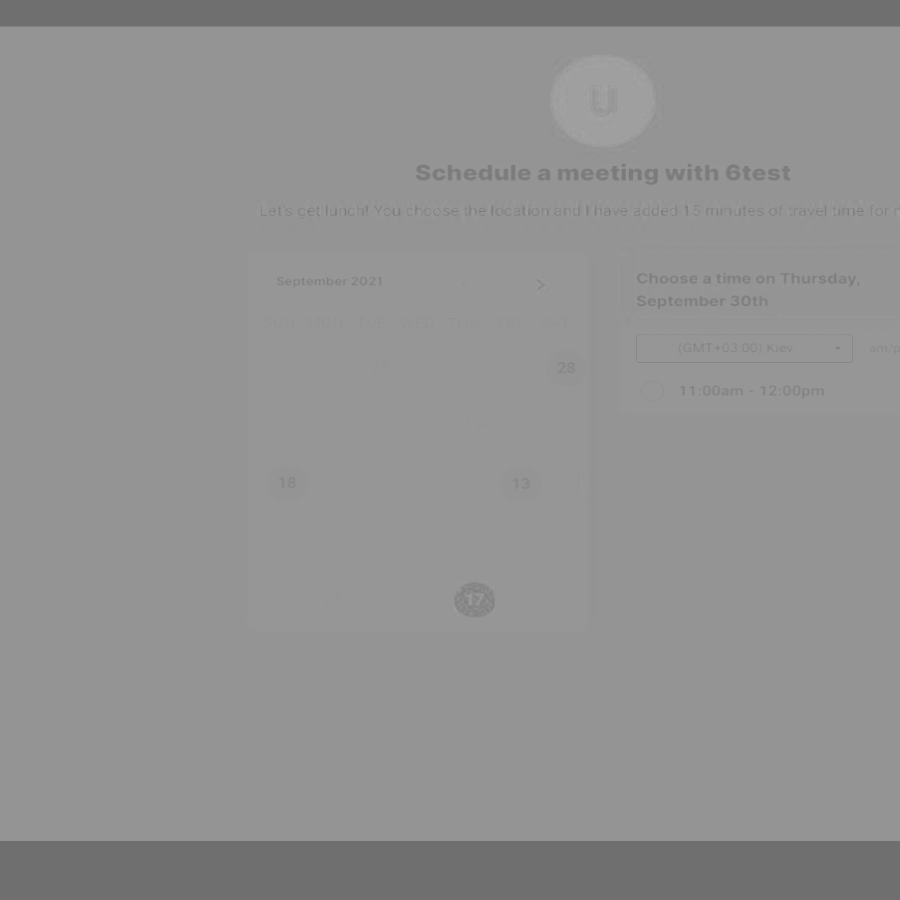 U
Schedule a meeting with 6test
Let's get lunch! You choose the location and I have added 15 minutes of travel time for
September 2021
SUN MON TUE WED THU FRI SAT
28
18
13
17
Choose a time on Thursday,
September 30th
(GMT+03:00) Kiev
am/p
11:00am - 12:00pm